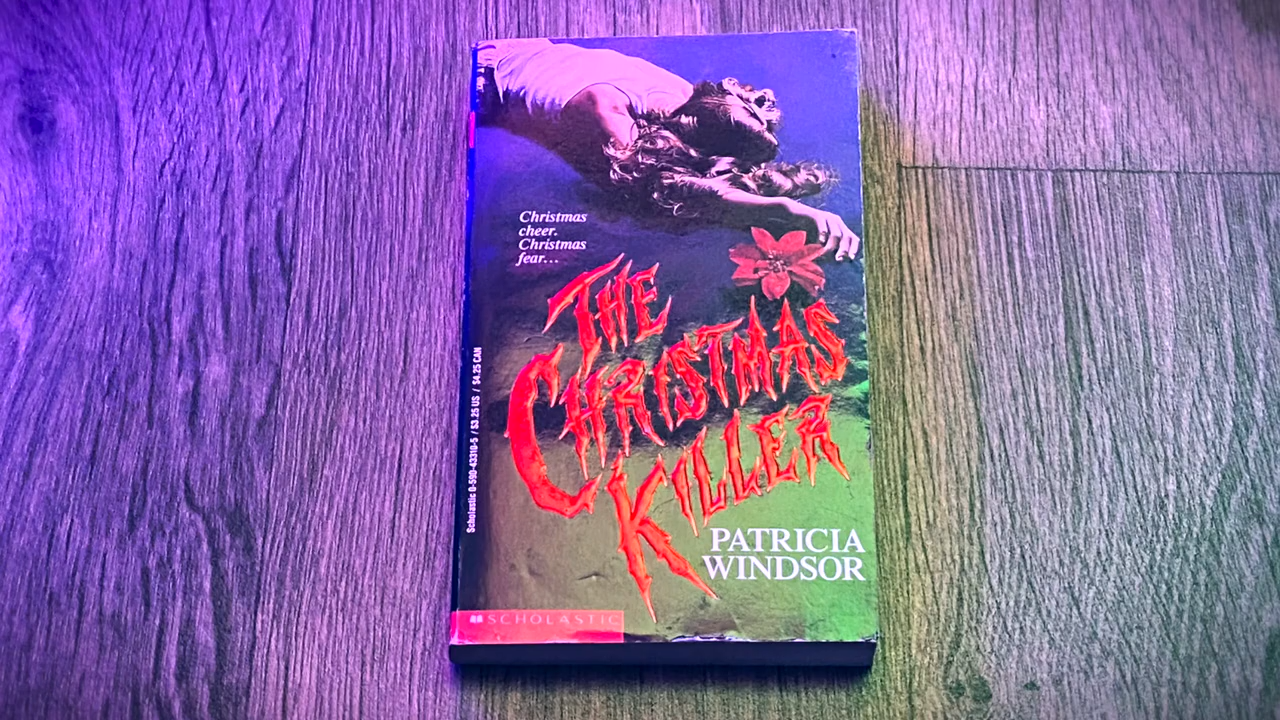 Christmas
cheer.
Christmas
fear...
THE
CHRISTMAS
KILLER
PATRICIA
WINDSOR
SCHOLASTIC
Scholastic 0-590-43310-5 / $3.25 US / $4.25 CAN